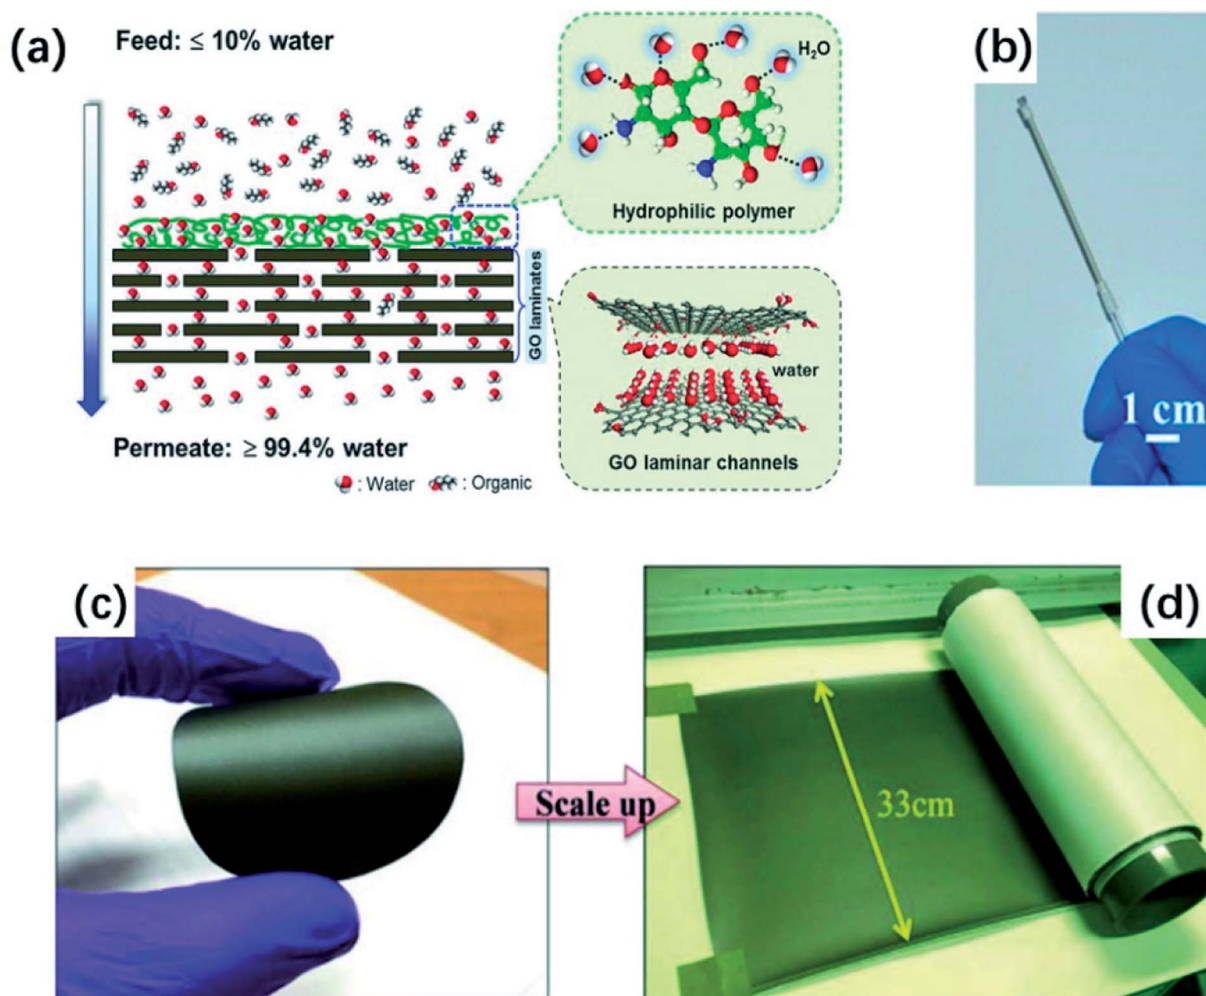 (a)
Feed: ≤ 10% water
H₂O
Hydrophilic polymer
GO laminates
water
GO laminar channels
Permeate: ≥ 99.4% water
: Water
: Organic
(b)
1 cm
(c)
Scale up
(d)
33cm